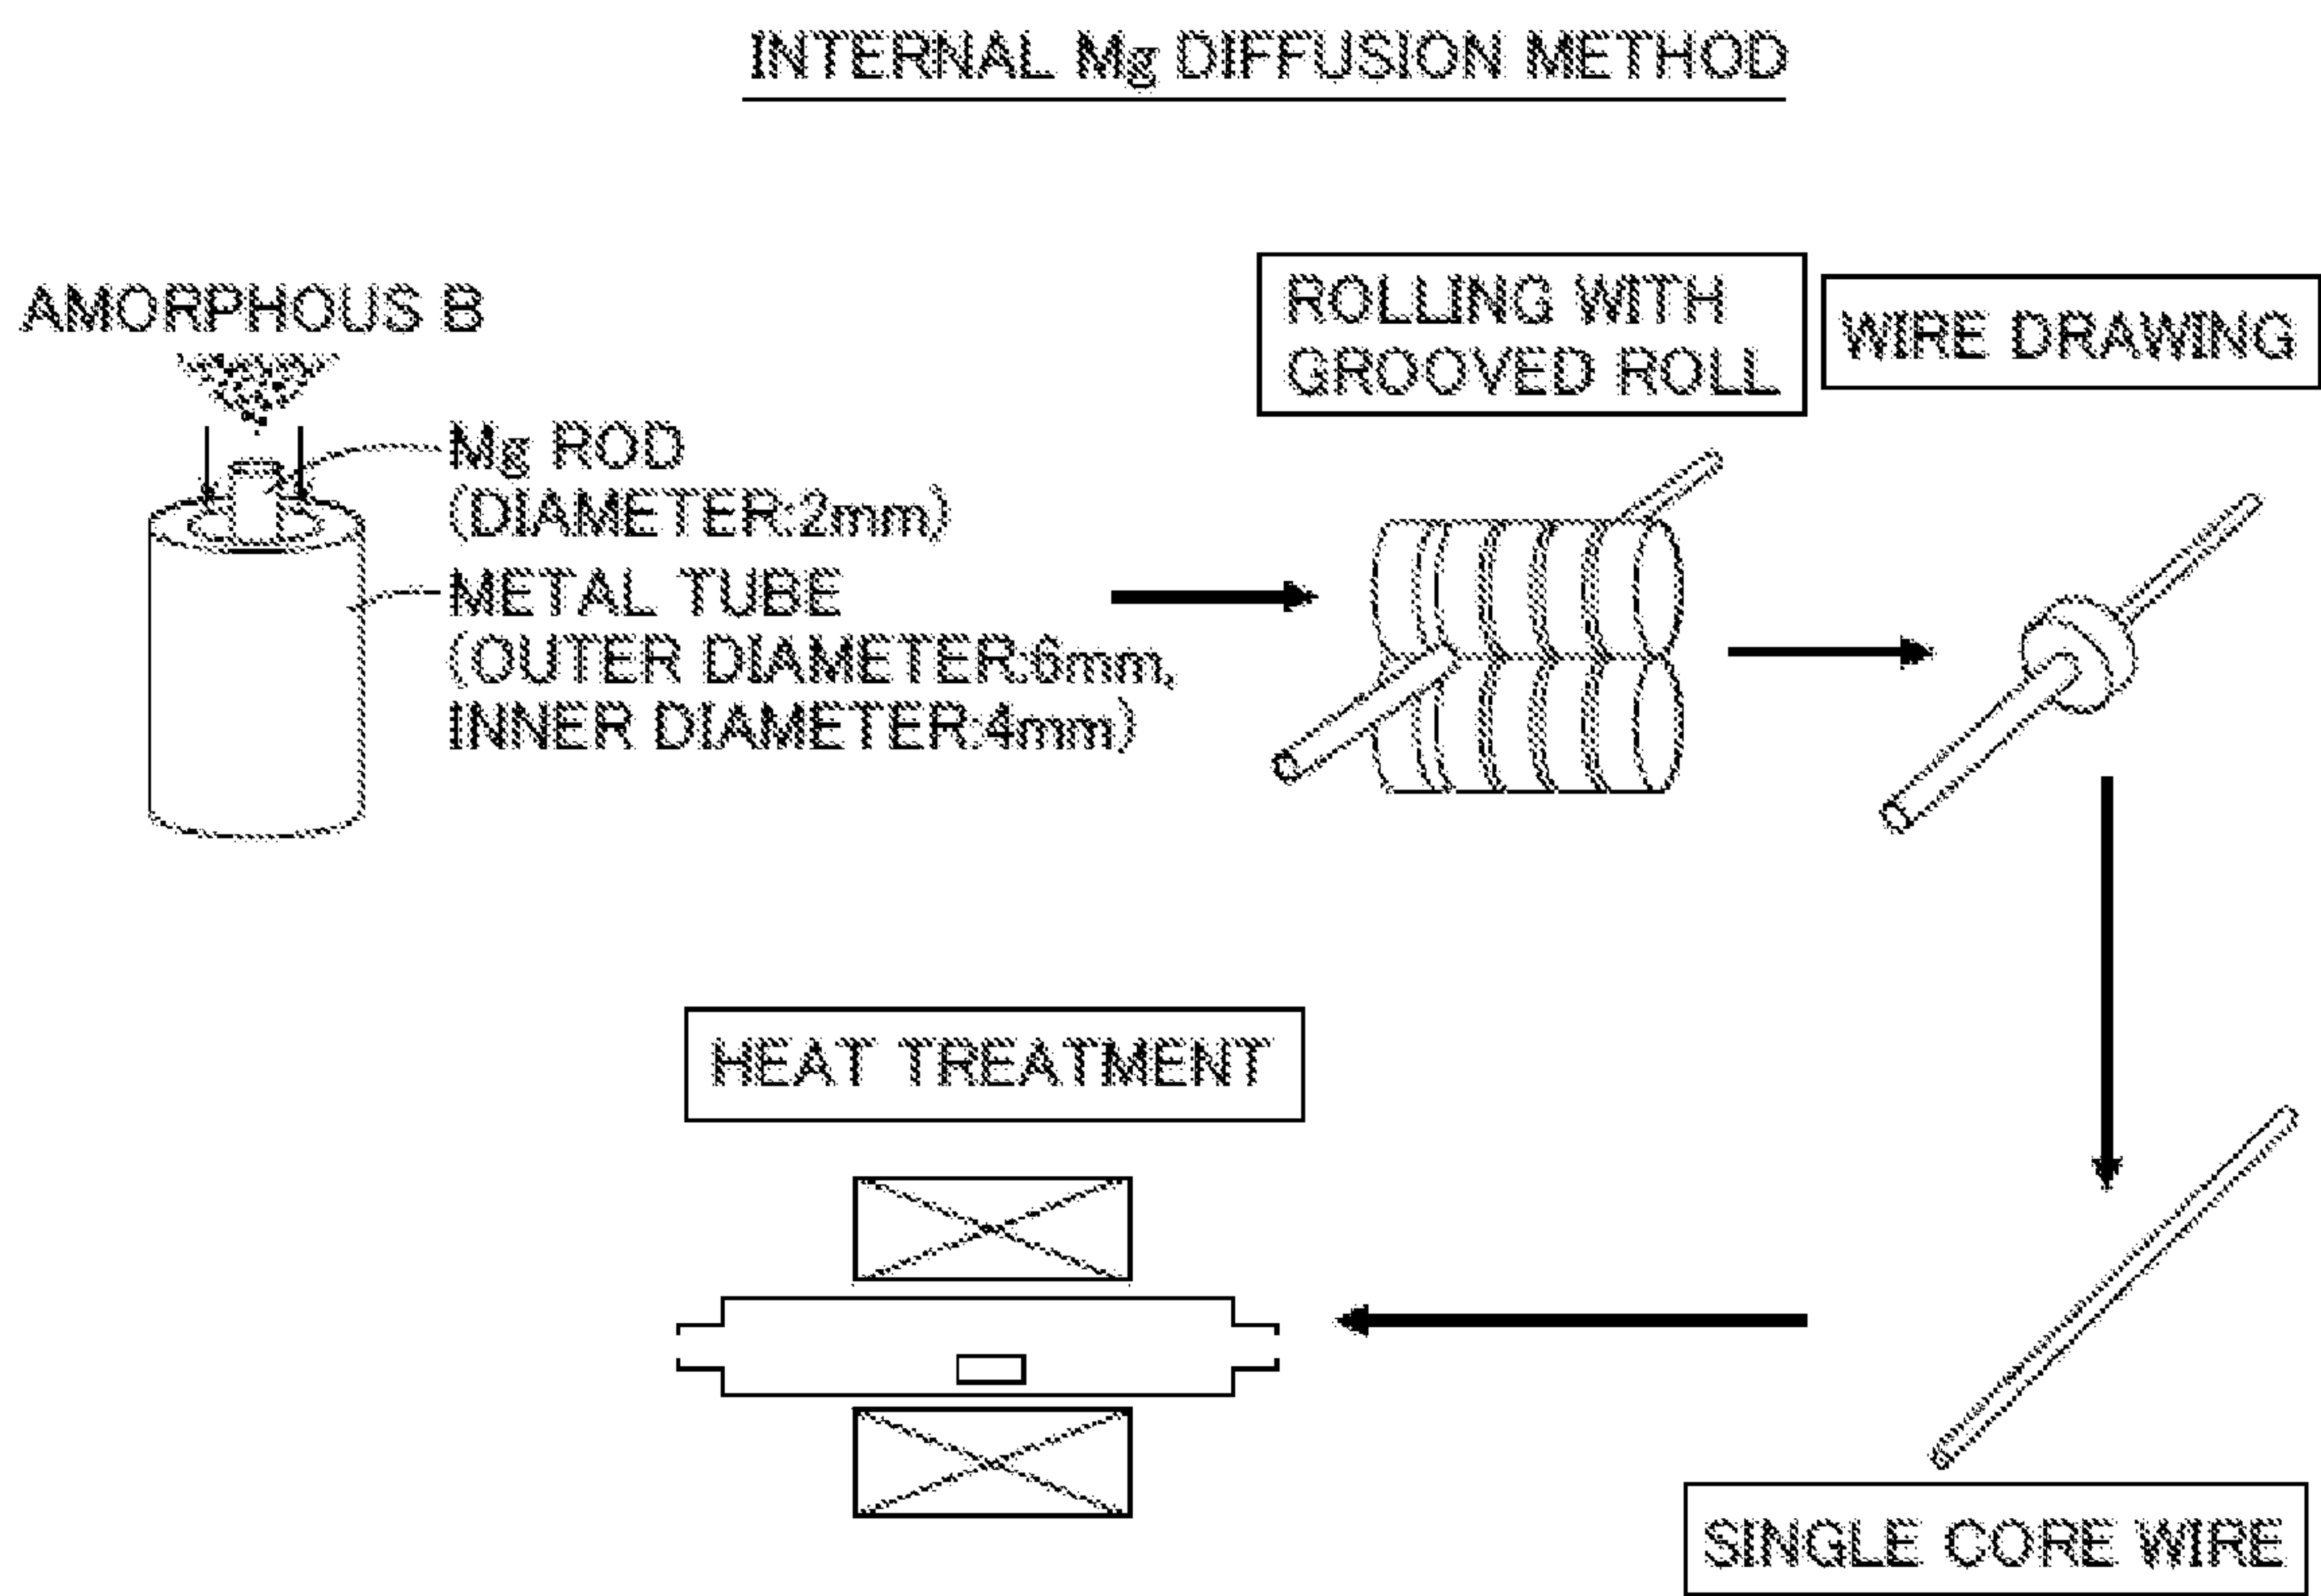 INTERNAL Mg DIFFUSION METHOD
AMORPHOUS B
Mg ROD
(DIAMETER:2mm)
METAL TUBE
(OUTER DIAMETER:6mm,
INNER DIAMETER:4mm)
ROLLING WITH
GROOVED ROLL
WIRE DRAWING
HEAT TREATMENT
SINGLE CORE WIRE